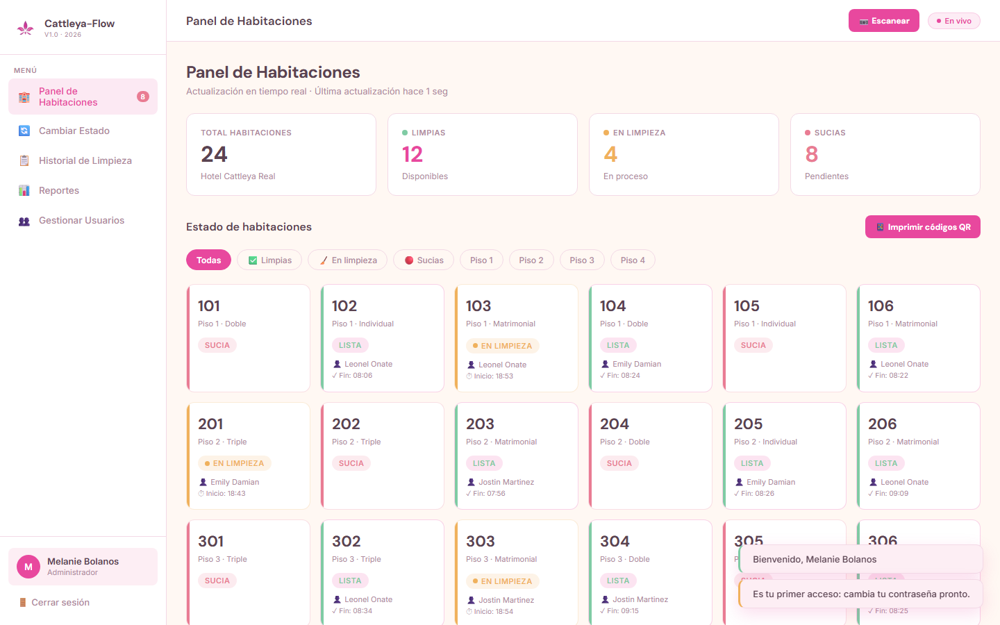 Cattleya-Flow
V1.0 · 2026
MENÚ
Panel de
Habitaciones
8
Cambiar Estado
Historial de Limpieza
Reportes
Gestionar Usuarios
M
Melanie Bolanos
Administrador
Cerrar sesión
Panel de Habitaciones
Escanear
En vivo
Panel de Habitaciones
Actualización en tiempo real · Última actualización hace 1 seg
TOTAL HABITACIONES
24
Hotel Cattleya Real
LIMPIAS
12
Disponibles
EN LIMPIEZA
4
En proceso
SUCIAS
8
Pendientes
Estado de habitaciones
Imprimir códigos QR
Todas
Limpias
En limpieza
Sucias
Piso 1
Piso 2
Piso 3
Piso 4
101
Piso 1 · Doble
SUCIA
102
Piso 1 · Individual
LISTA
Leonel Onate
✓ Fin: 08:06
103
Piso 1 · Matrimonial
EN LIMPIEZA
Leonel Onate
⏱ Inicio: 18:53
104
Piso 1 · Doble
LISTA
Emily Damian
✓ Fin: 08:24
105
Piso 1 · Individual
SUCIA
106
Piso 1 · Matrimonial
LISTA
Leonel Onate
✓ Fin: 08:22
201
Piso 2 · Triple
EN LIMPIEZA
Emily Damian
⏱ Inicio: 18:43
202
Piso 2 · Triple
SUCIA
203
Piso 2 · Matrimonial
LISTA
Jostin Martinez
✓ Fin: 07:56
204
Piso 2 · Doble
SUCIA
205
Piso 2 · Individual
LISTA
Emily Damian
✓ Fin: 08:26
206
Piso 2 · Matrimonial
LISTA
Leonel Onate
✓ Fin: 09:09
301
Piso 3 · Triple
SUCIA
302
Piso 3 · Triple
LISTA
Leonel Onate
✓ Fin: 08:34
303
Piso 3 · Matrimonial
EN LIMPIEZA
Jostin Martinez
⏱ Inicio: 18:54
304
Piso 3 · Doble
LISTA
Jostin Martinez
✓ Fin: 09:15
305
306
✓ Fin: 08:25
Bienvenido, Melanie Bolanos
Es tu primer acceso: cambia tu contraseña pronto.